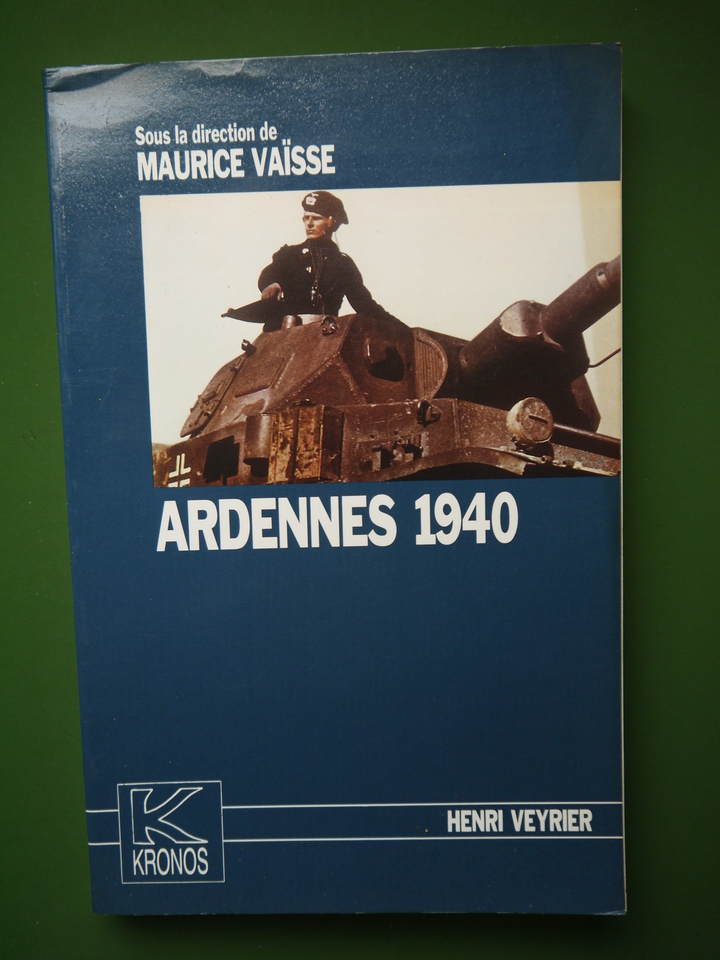 Sous la direction de
MAURICE VAÏSSE
ARDENNES 1940
HENRI VEYRIER
K
KRONOS